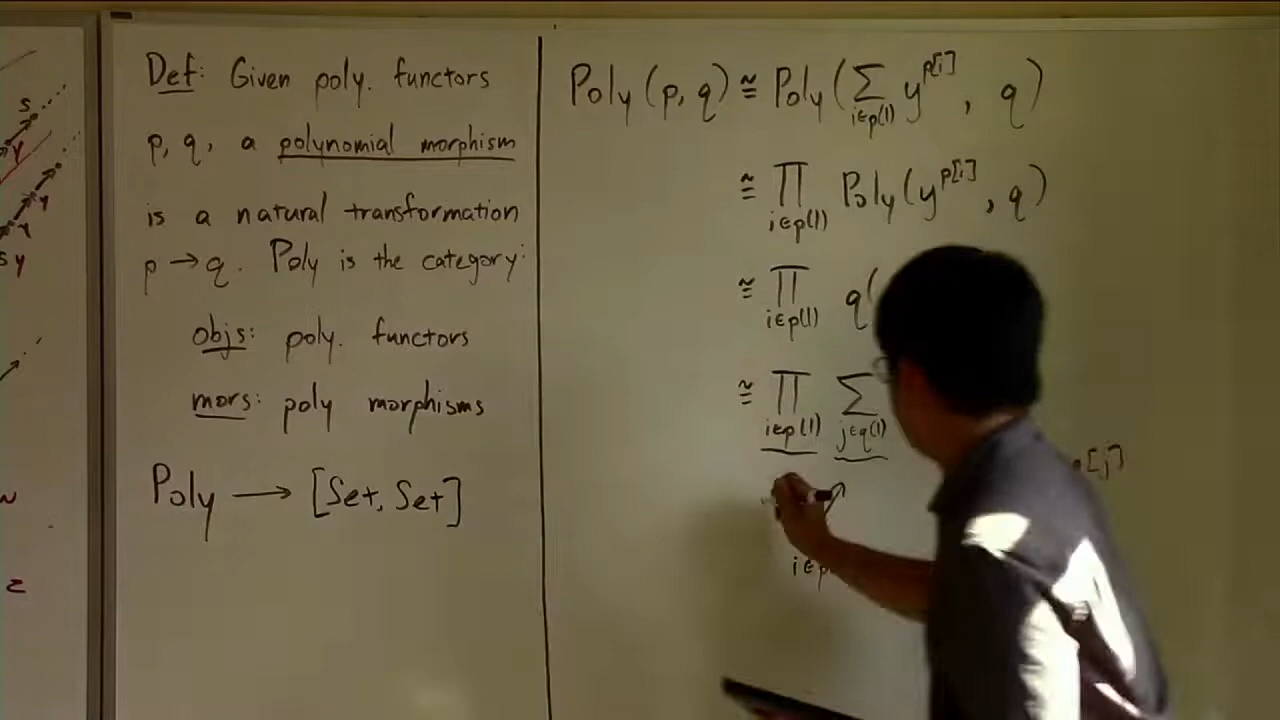 Def: Given poly. functors
p, q, a polynomial morphism
is a natural transformation
p → q. Poly is the category:
objs: poly. functors
mors: poly morphisms
Poly → [Set, Set]
Poly(p, q) ≅ Poly(∑_{i∈p(1)} y^{p[i]}, q)
≅ ∏_{i∈p(1)} Poly(y^{p[i]}, q)
≅ ∏_{i∈p(1)} q(
≅ ∏_{i∈p(1)} ∑_{j∈q(1)}
[j]
i∈p
s
y
y
y
sy
z